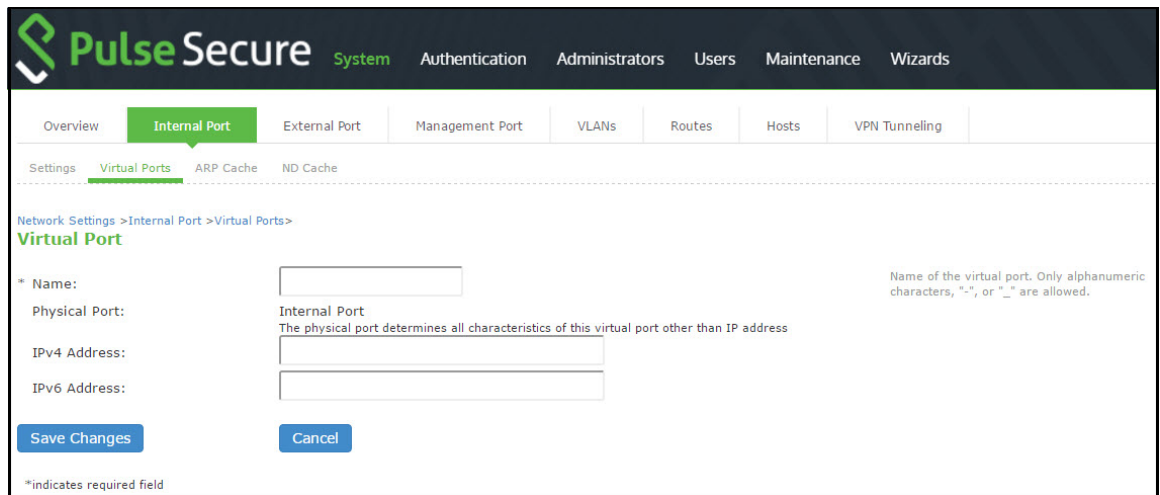 Pulse Secure System Authentication Administrators Users Maintenance Wizards
Overview Internal Port External Port Management Port VLANs Routes Hosts VPN Tunneling
Settings Virtual Ports ARP Cache ND Cache
Network Settings >Internal Port >Virtual Ports>
Virtual Port
* Name:
Name of the virtual port. Only alphanumeric
characters, "-", or "_" are allowed.
Physical Port: Internal Port
The physical port determines all characteristics of this virtual port other than IP address
IPv4 Address:
IPv6 Address:
Save Changes Cancel
*indicates required field